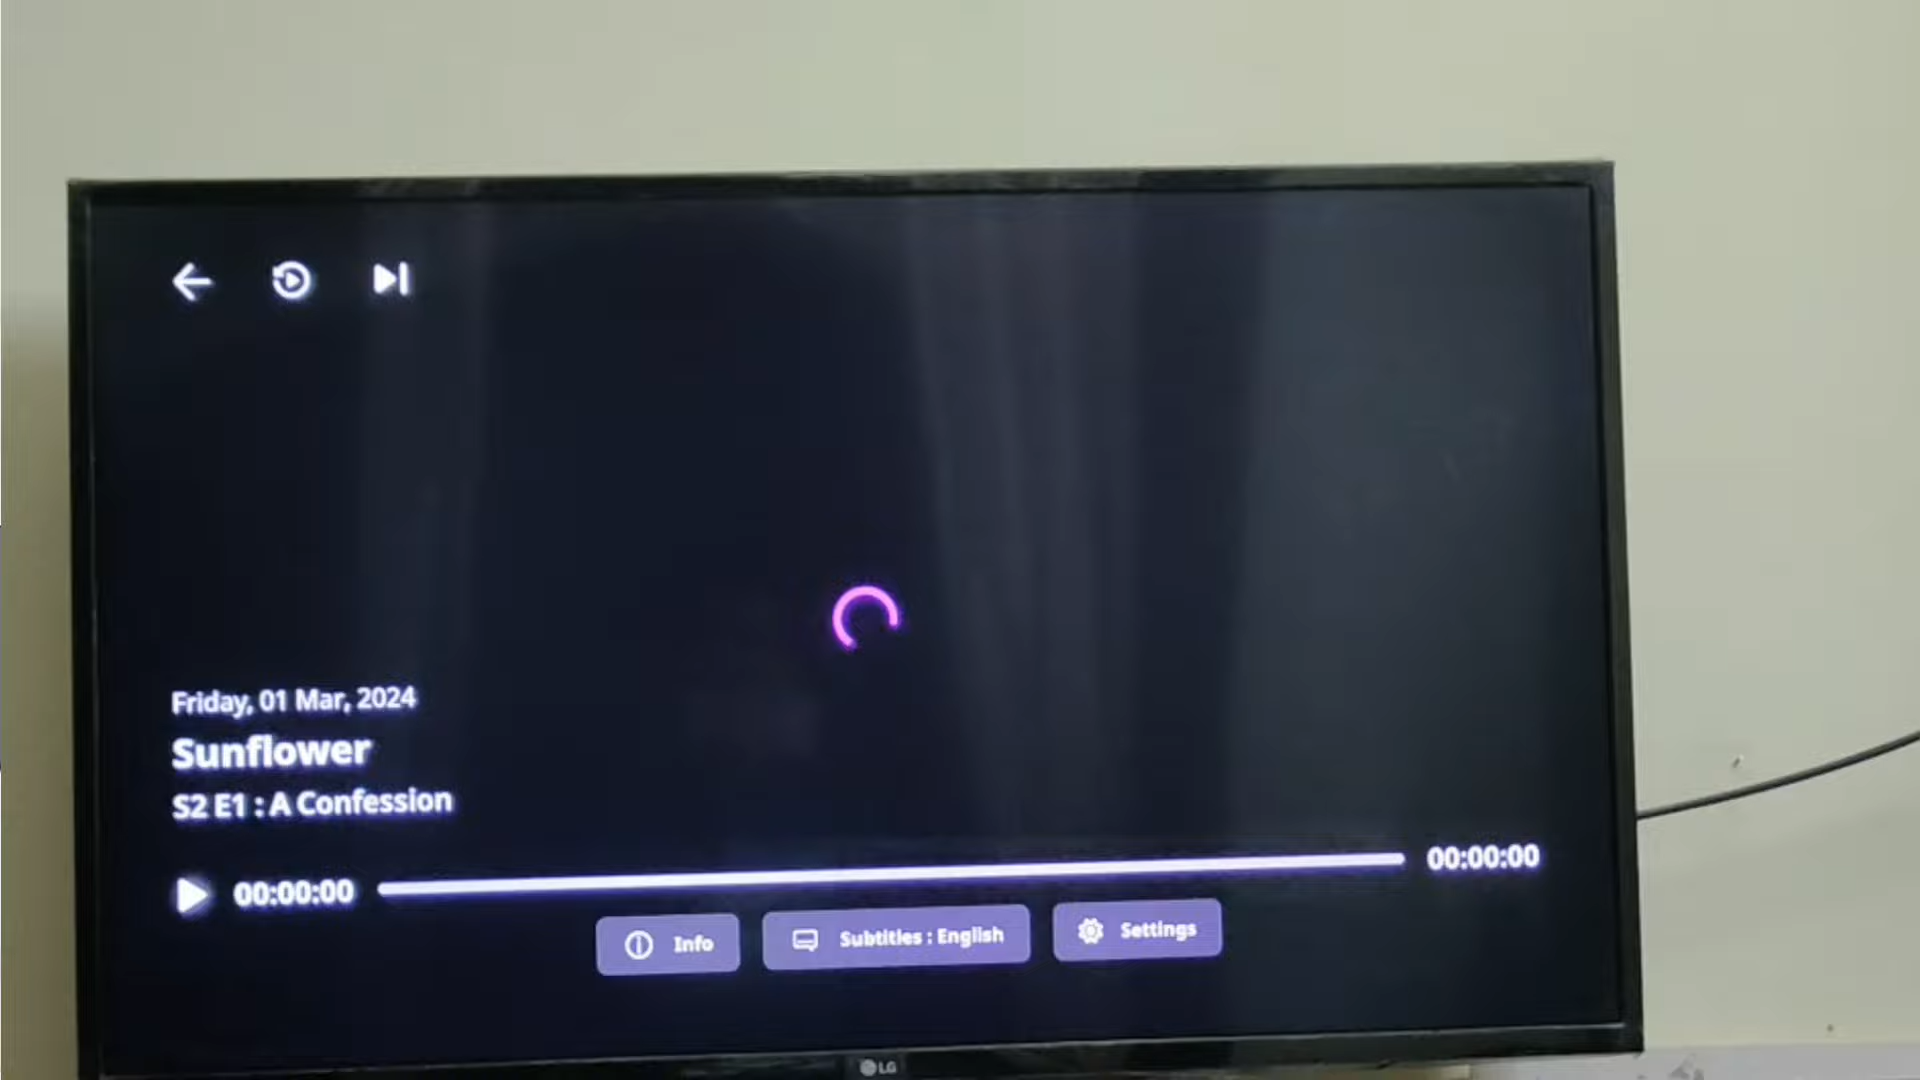 Friday, 01 Mar, 2024
Sunflower
S2 E1 : A Confession
00:00:00
00:00:00
Info
Subtitles : English
Settings
LG